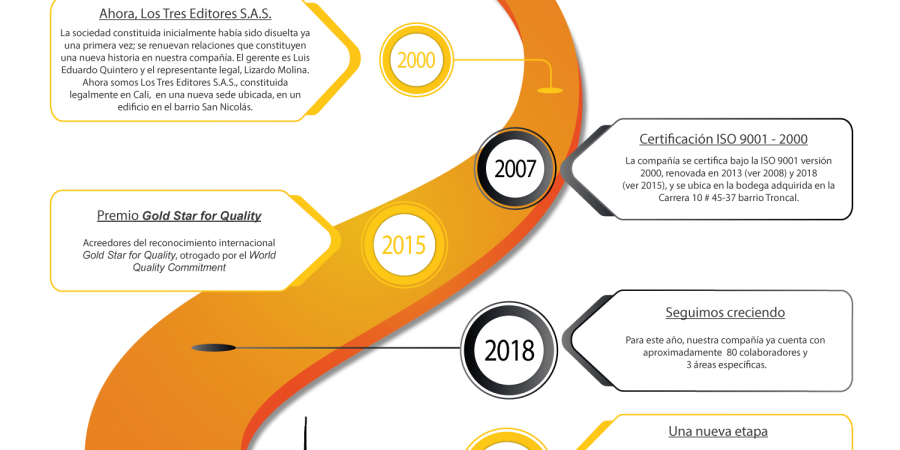 Ahora, Los Tres Editores S.A.S.
La sociedad constituida inicialmente había sido disuelta ya
una primera vez; se renuevan relaciones que constituyen
una nueva historia en nuestra compañía. El gerente es Luis
Eduardo Quintero y el representante legal, Lizardo Molina.
Ahora somos Los Tres Editores S.A.S., constituida
legalmente en Cali, en una nueva sede ubicada, en un
edificio en el barrio San Nicolás.
2000
2007
Certificación ISO 9001 - 2000
La compañía se certifica bajo la ISO 9001 versión
2000, renovada en 2013 (ver 2008) y 2018
(ver 2015), y se ubica en la bodega adquirida en la
Carrera 10 # 45-37 barrio Troncal.
Premio Gold Star for Quality
Acreedores del reconocimiento internacional
Gold Star for Quality, otrogado por el World
Quality Commitment
2015
2018
Seguimos creciendo
Para este año, nuestra compañía ya cuenta con
aproximadamente 80 colaboradores y
3 áreas específicas.
Una nueva etapa